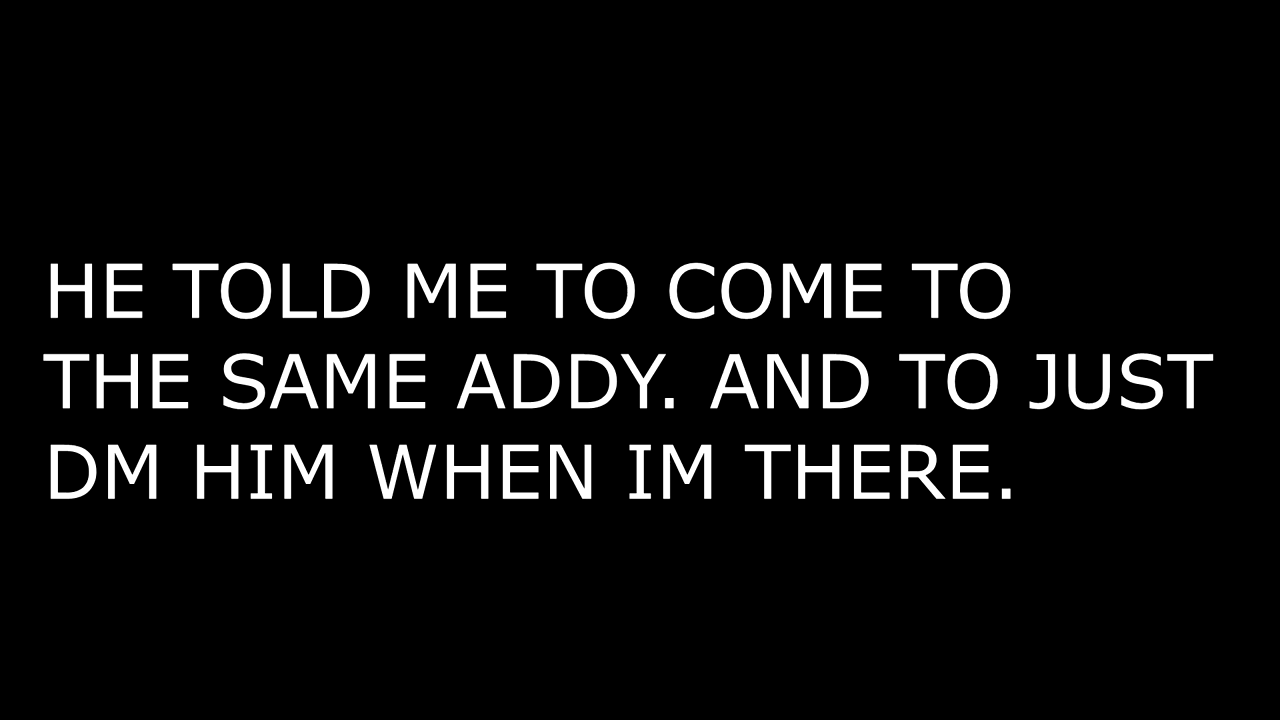 HE TOLD ME TO COME TO
THE SAME ADDY. AND TO JUST
DM HIM WHEN IM THERE.